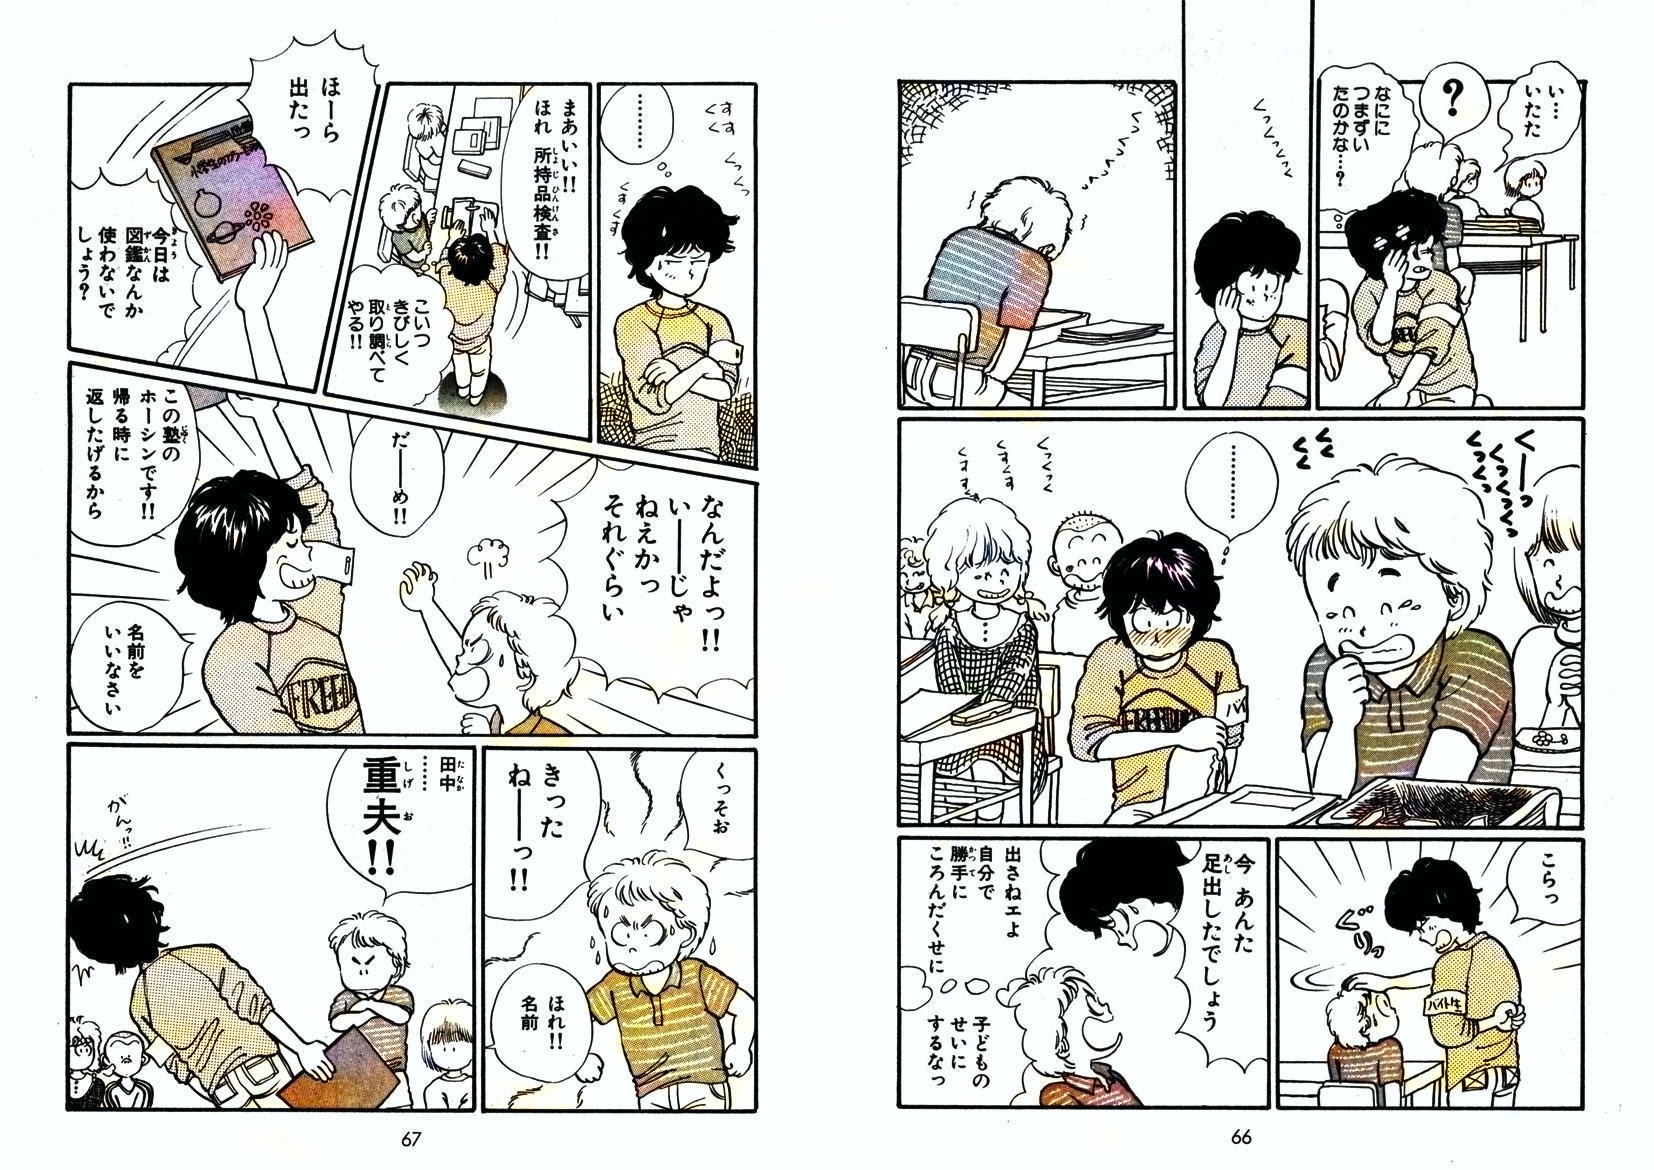 い…
いたた
?
なにに
つまずい
たのかな…?
くすすすっ
くーっ
くっくっくっ
くっくっ
くくくく
………
くっくっく
くすくす
くすす
こらっ
ぐりっ
バイト生
今 あんた
足出したでしょう
出さねエよ
自分で
勝手に
ころんだくせに
子どもの
せいに
するなっ
66
くすすく
くっくっ
くすくす
………
まあいい!!
ほれ 所持品検査!!
こいつ
きびしく
取り調べて
やる!!
ほーら
出たっ
今日は
図鑑なんか
使わないで
しょう?
なんだよっ!!
いーーじゃ
ねえかっ
それぐらい
だーーめ!!
この塾の
ホーシンです!!
帰る時に
返したげるから
名前を
いいなさい
FREED
くっそお
きった
ねーーっ!!
ほれ!!
名前
田中
……
重夫!!
がんっ!!
67